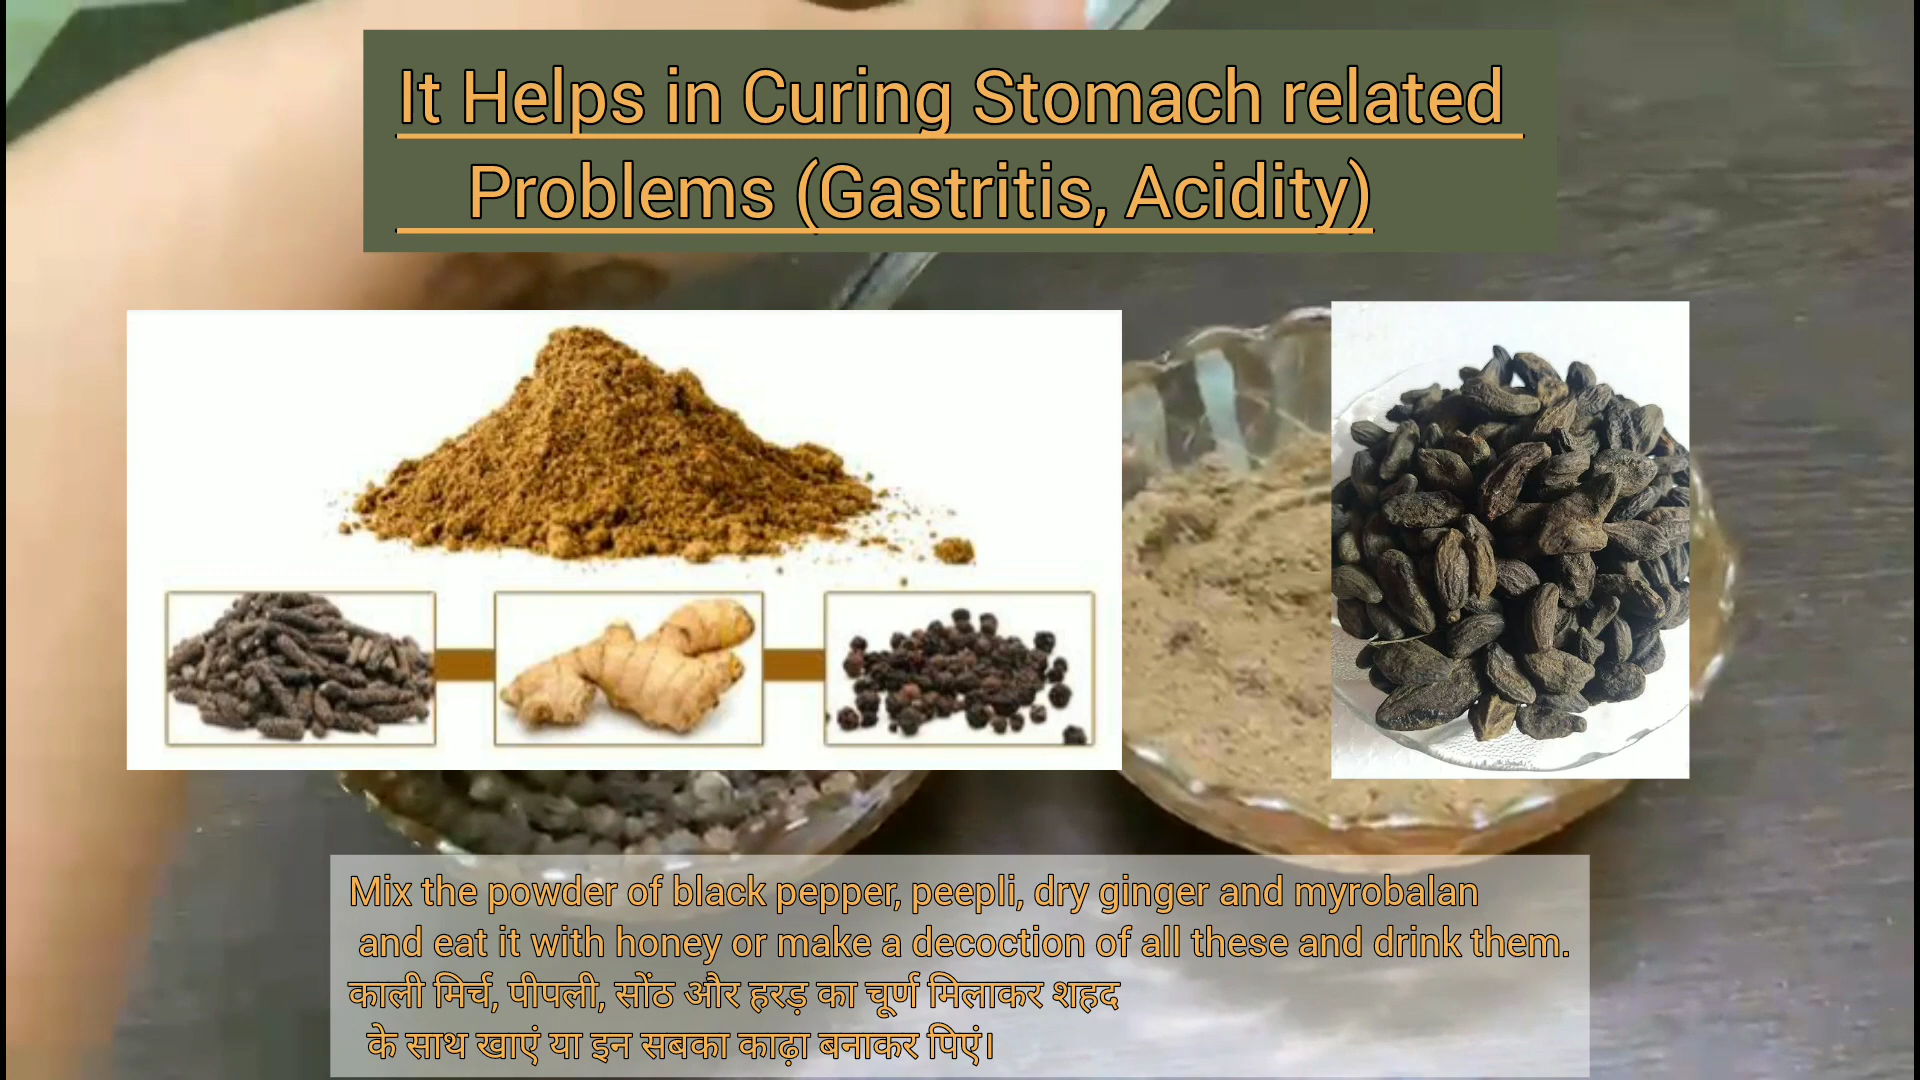 It Helps in Curing Stomach related
Problems (Gastritis, Acidity)
Mix the powder of black pepper, peepli, dry ginger and myrobalan
and eat it with honey or make a decoction of all these and drink them.
काली मिर्च, पीपली, सोंठ और हरड़ का चूर्ण मिलाकर शहद
के साथ खाएं या इन सबका काढ़ा बनाकर पिएं।